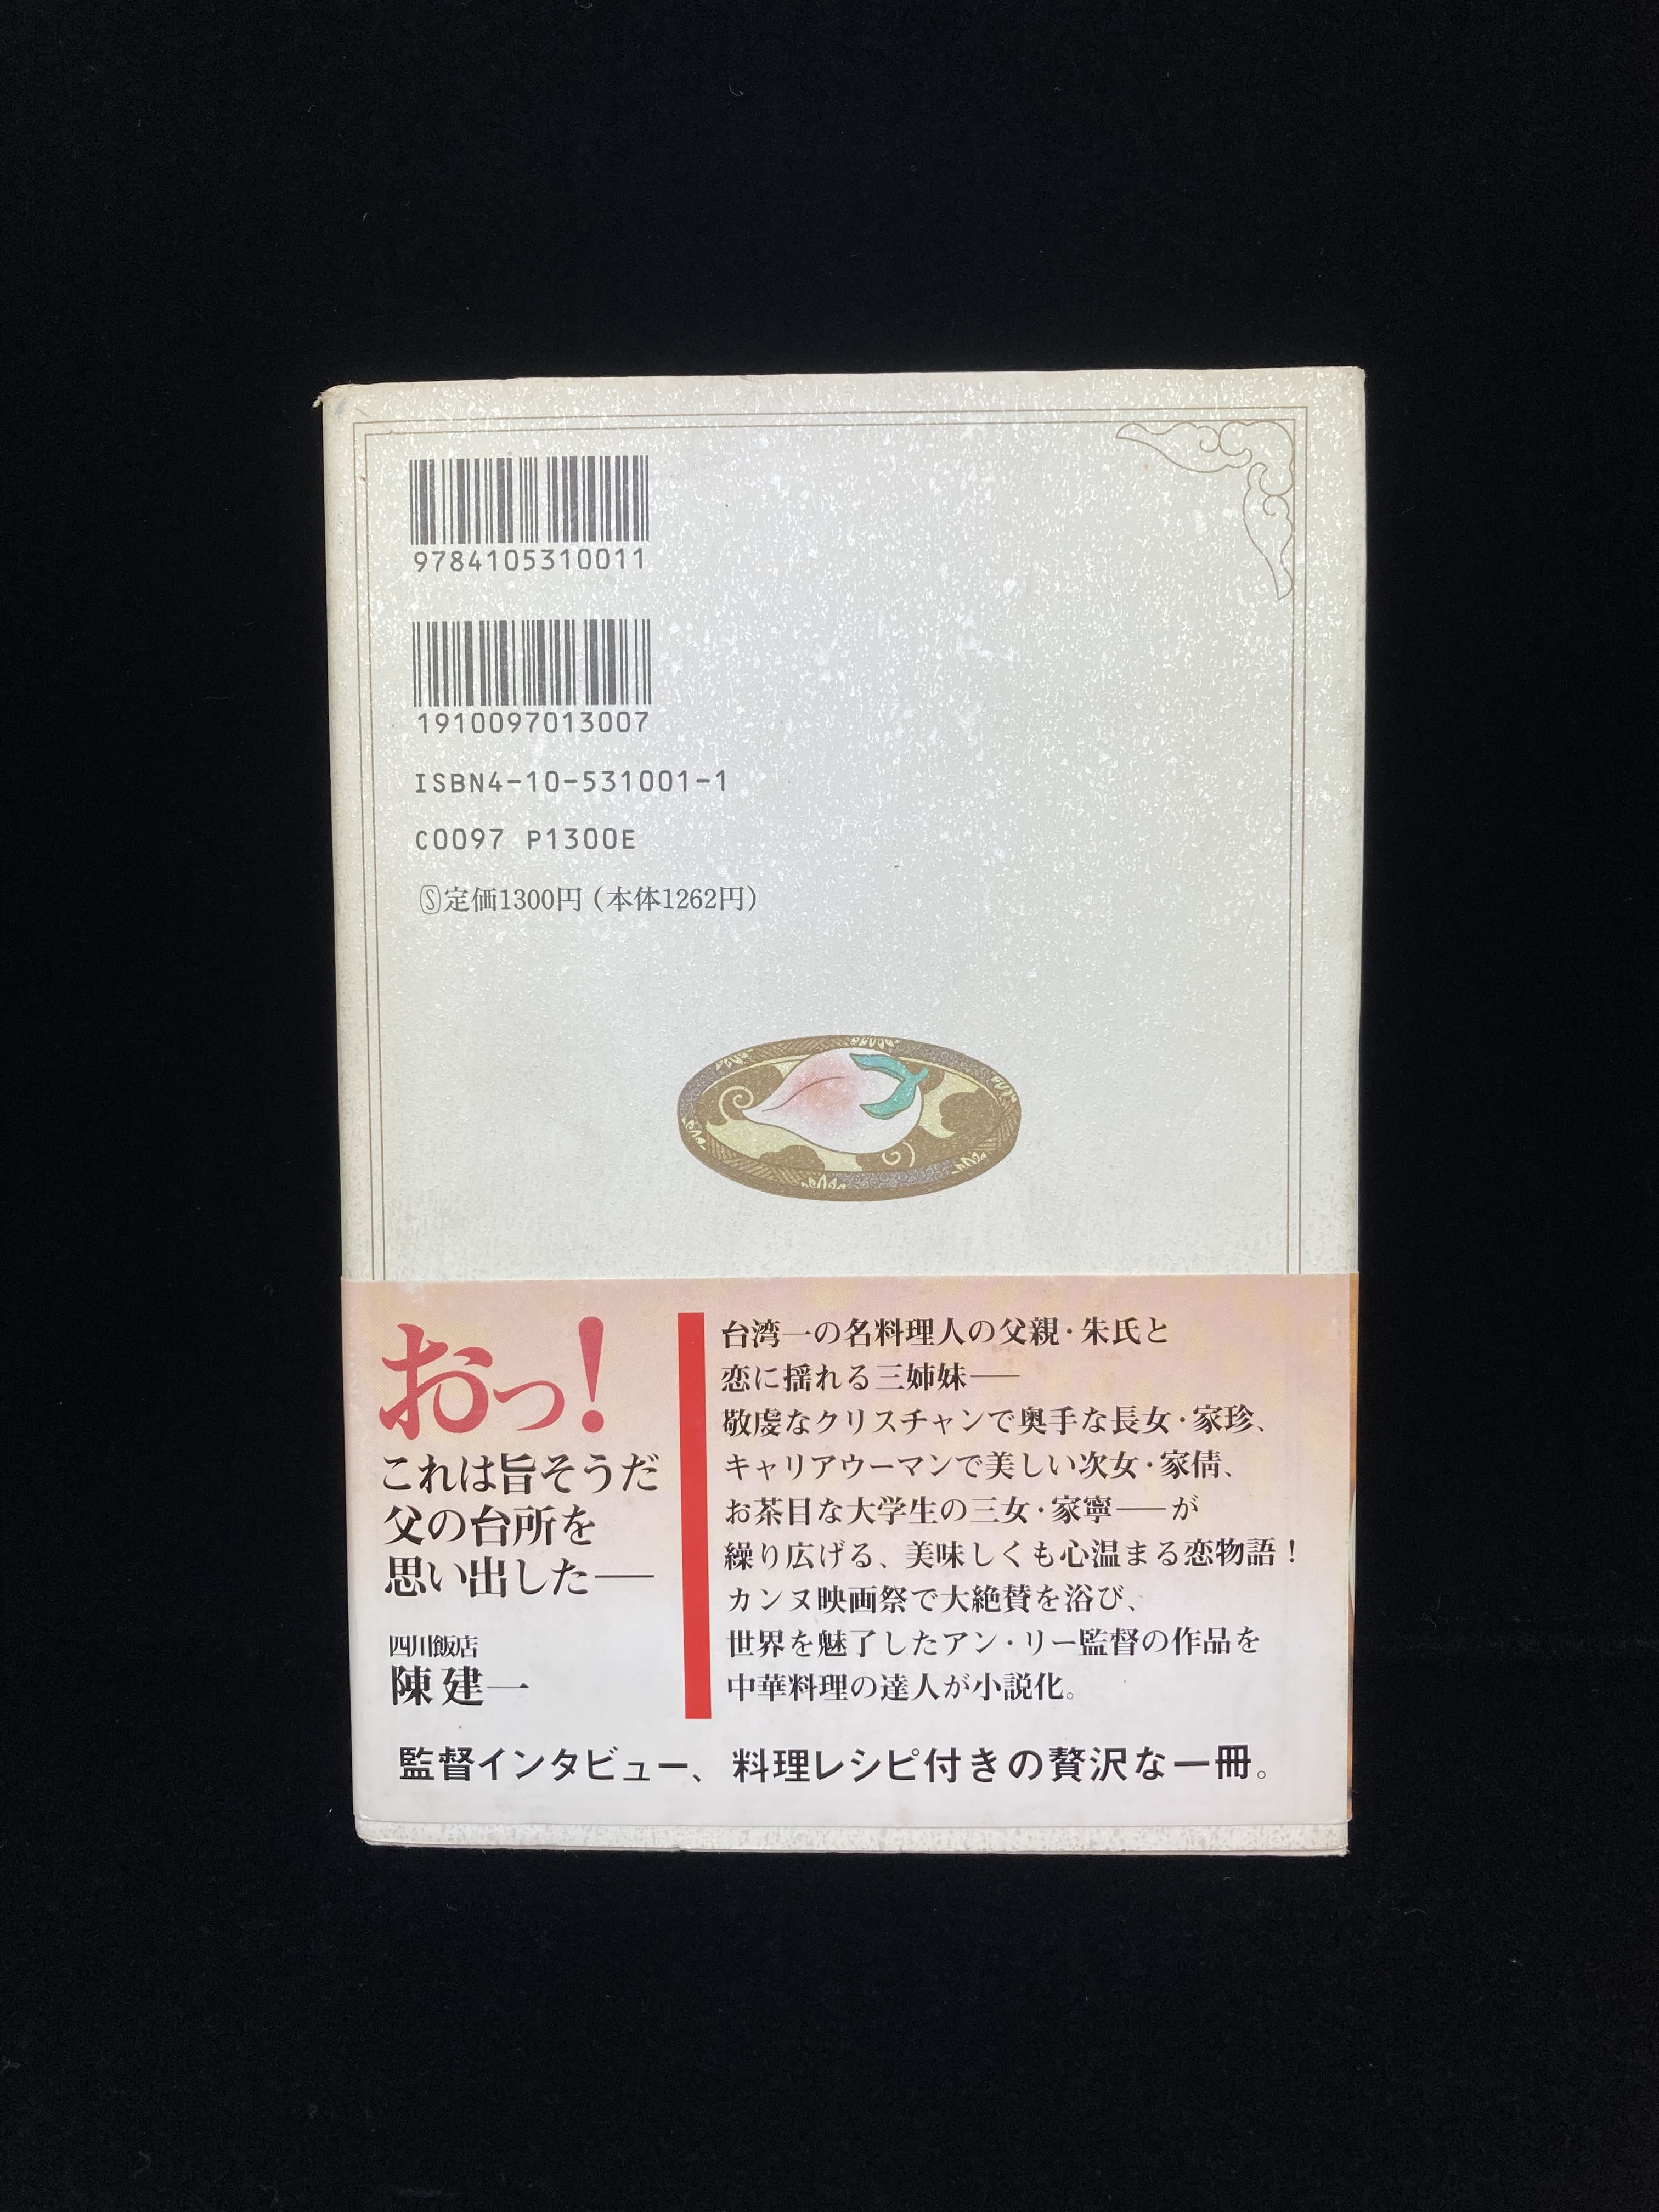 9784105310011
1910097013007
ISBN4-10-531001-1
C0097 P1300E
Ⓢ定価1300円(本体1262円)
おっ!
これは旨そうだ
父の台所を
思い出した──
四川飯店
陳建一
台湾一の名料理人の父親・朱氏と
恋に揺れる三姉妹──
敬虔なクリスチャンで奥手な長女・家珍、
キャリアウーマンで美しい次女・家倩、
お茶目な大学生の三女・家寧──が
繰り広げる、美味しくも心温まる恋物語!
カンヌ映画祭で大絶賛を浴び、
世界を魅了したアン・リー監督の作品を
中華料理の達人が小説化。
監督インタビュー、料理レシピ付きの贅沢な一冊。